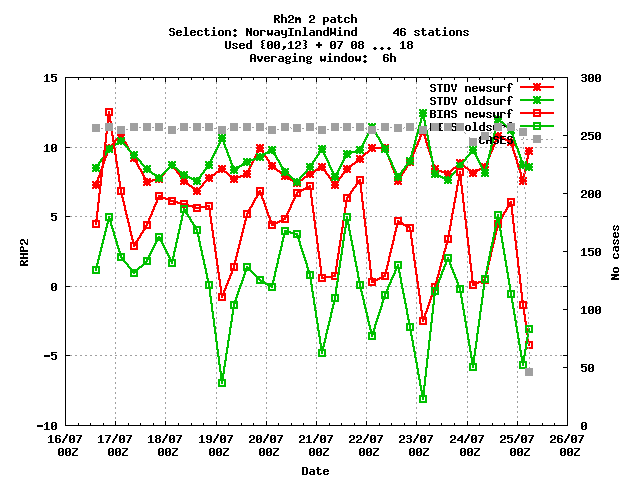 Rh2m 2 patch
Selection: NorwayInlandWind     46 stations
Used {00,12} + 07 08 ... 18
Averaging window:  6h
STDV newsurf
STDV oldsurf
BIAS newsurf
oldsurf
CASES
15
10
5
0
-5
-10
RHP2
300
250
200
150
100
50
0
No cases
16/07 17/07 18/07 19/07 20/07 21/07 22/07 23/07 24/07 25/07 26/07
00Z 00Z 00Z 00Z 00Z 00Z 00Z 00Z 00Z 00Z 00Z
Date